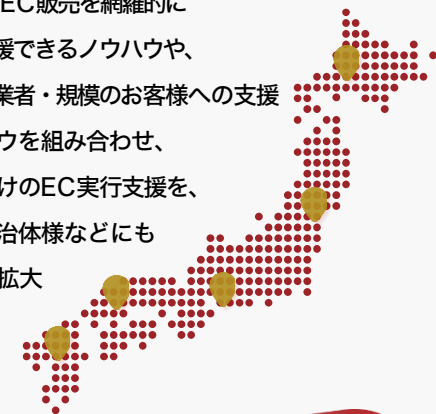 EC販売を網羅的に
援できるノウハウや、
業者・規模のお客様への支援
ウを組み合わせ、
けのEC実行支援を、
治体様などにも
拡大